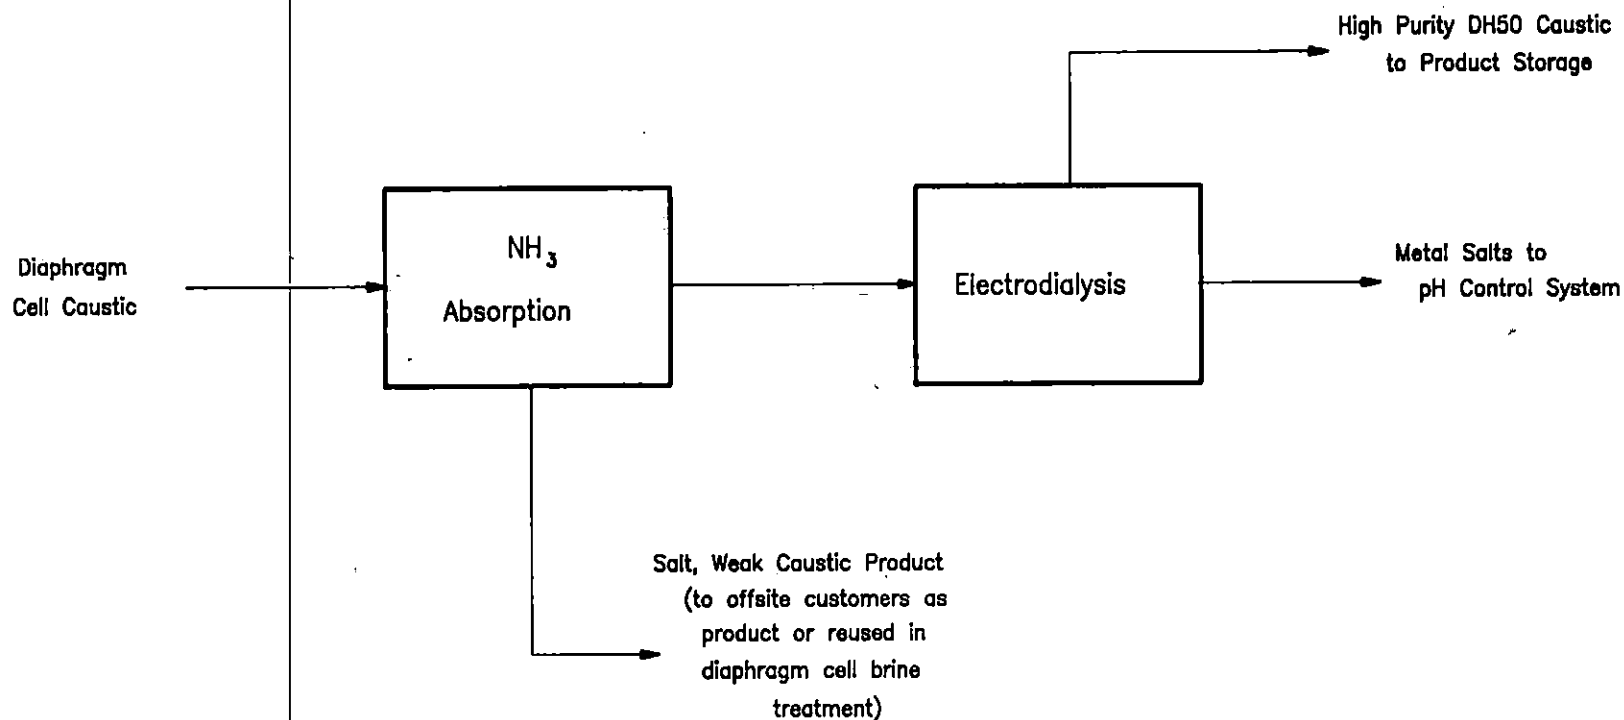 High Purity DH50 Caustic
to Product Storage
Diaphragm
Cell Caustic
NH₃
Absorption
Electrodialysis
Metal Salts to
pH Control System
Salt, Weak Caustic Product
(to offsite customers as
product or reused in
diaphragm cell brine
treatment)